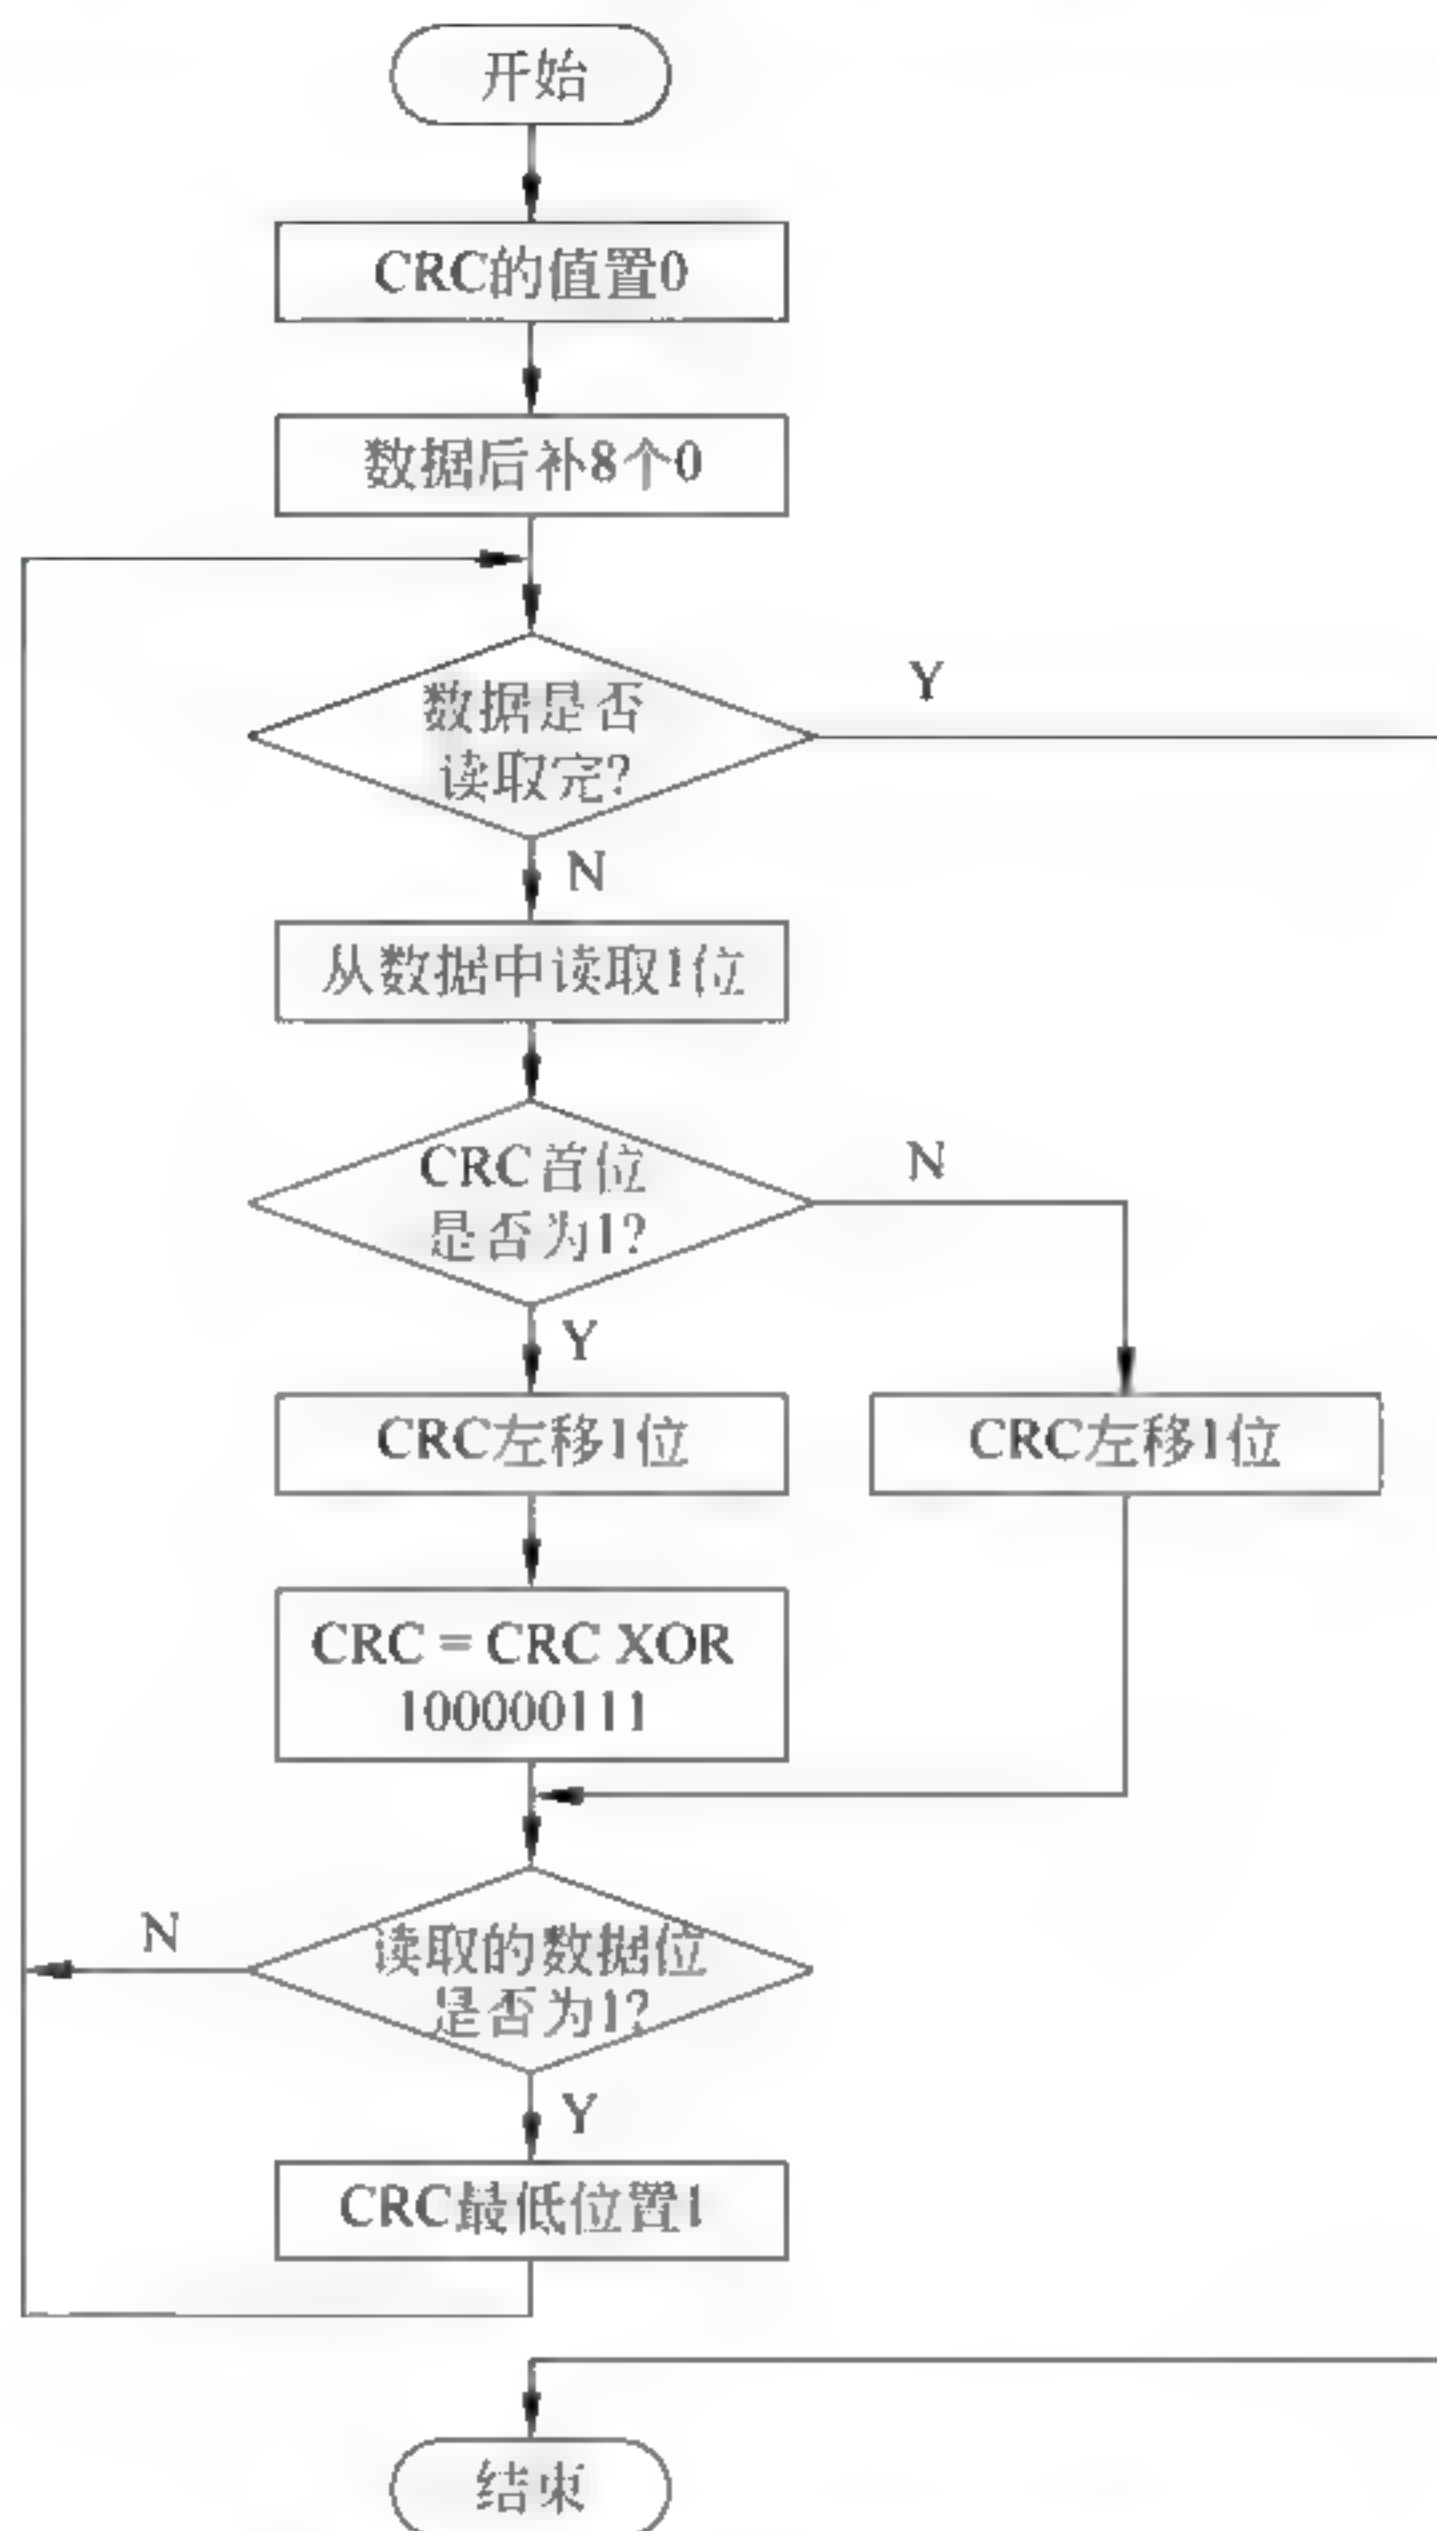 开始
CRC的值置0
数据后补8个0
数据是否
读取完?
Y
N
从数据中读取1位
CRC首位
是否为1?
N
Y
CRC左移1位
CRC左移1位
CRC = CRC XOR
100000111
读取的数据位
是否为1?
N
Y
CRC最低位置1
结束